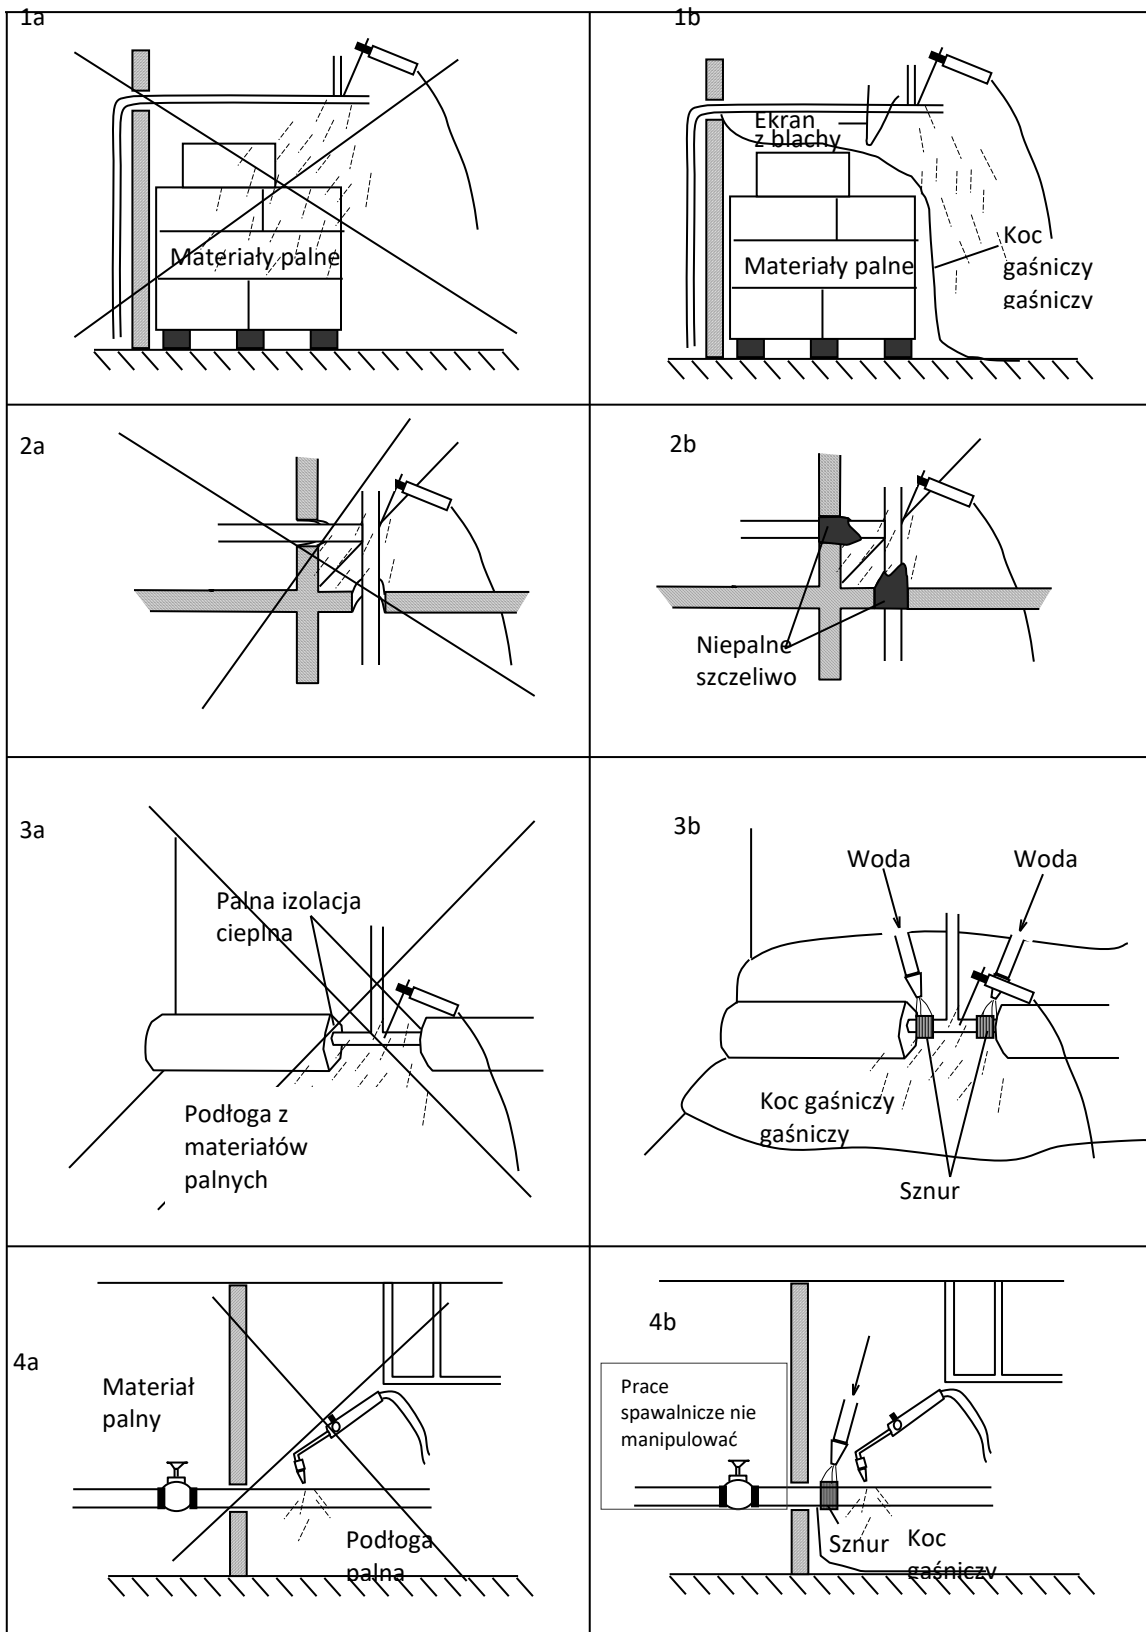 1a
Materiały palne
1b
Ekran
z blachy
Materiały palne
Koc
gaśniczy
gaśniczy
2a
2b
Niepalne
szczeliwo
3a
Palna izolacja
cieplna
Podłoga z
materiałów
palnych
3b
Woda
Woda
Koc gaśniczy
gaśniczy
Sznur
4a
Materiał
palny
Podłoga
palna
4b
Prace
spawalnicze nie
manipulować
Sznur
Koc
gaśniczy